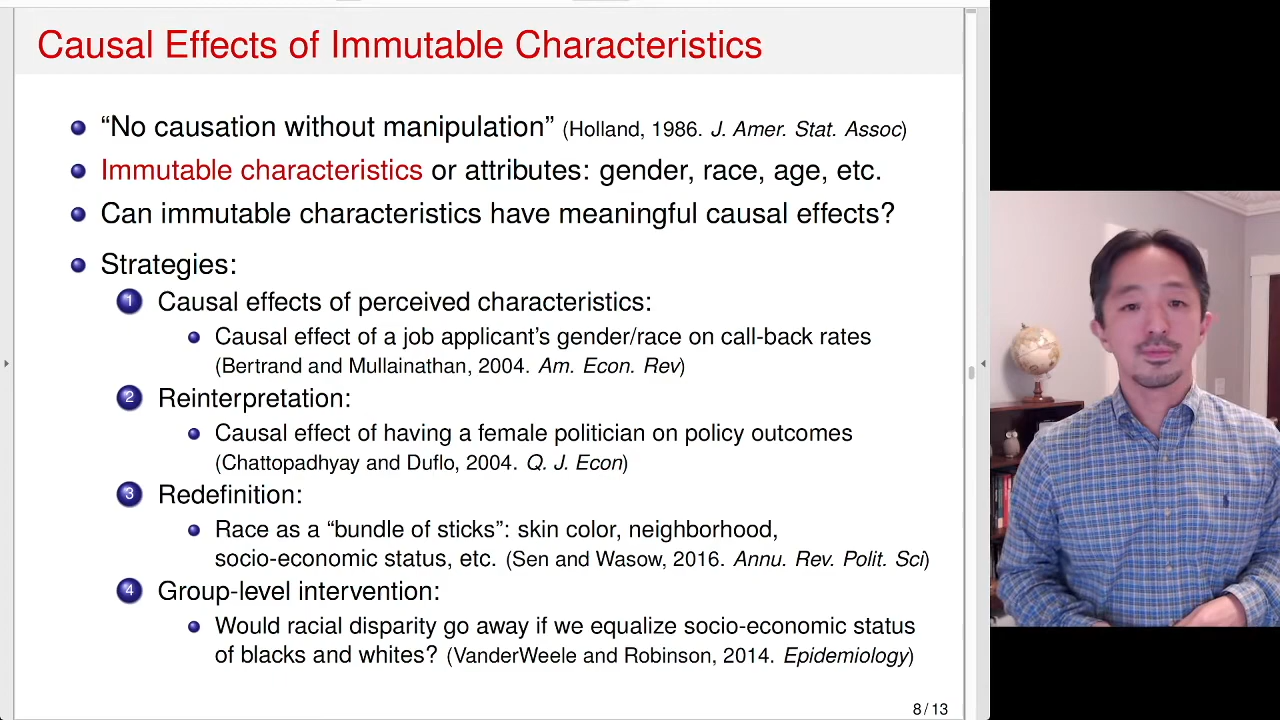 Causal Effects of Immutable Characteristics
“No causation without manipulation” (Holland, 1986. J. Amer. Stat. Assoc)
Immutable characteristics or attributes: gender, race, age, etc.
Can immutable characteristics have meaningful causal effects?
Strategies:
1 Causal effects of perceived characteristics:
Causal effect of a job applicant’s gender/race on call-back rates
(Bertrand and Mullainathan, 2004. Am. Econ. Rev)
2 Reinterpretation:
Causal effect of having a female politician on policy outcomes
(Chattopadhyay and Duflo, 2004. Q. J. Econ)
3 Redefinition:
Race as a “bundle of sticks”: skin color, neighborhood,
socio-economic status, etc. (Sen and Wasow, 2016. Annu. Rev. Polit. Sci)
4 Group-level intervention:
Would racial disparity go away if we equalize socio-economic status
of blacks and whites? (VanderWeele and Robinson, 2014. Epidemiology)
8 / 13